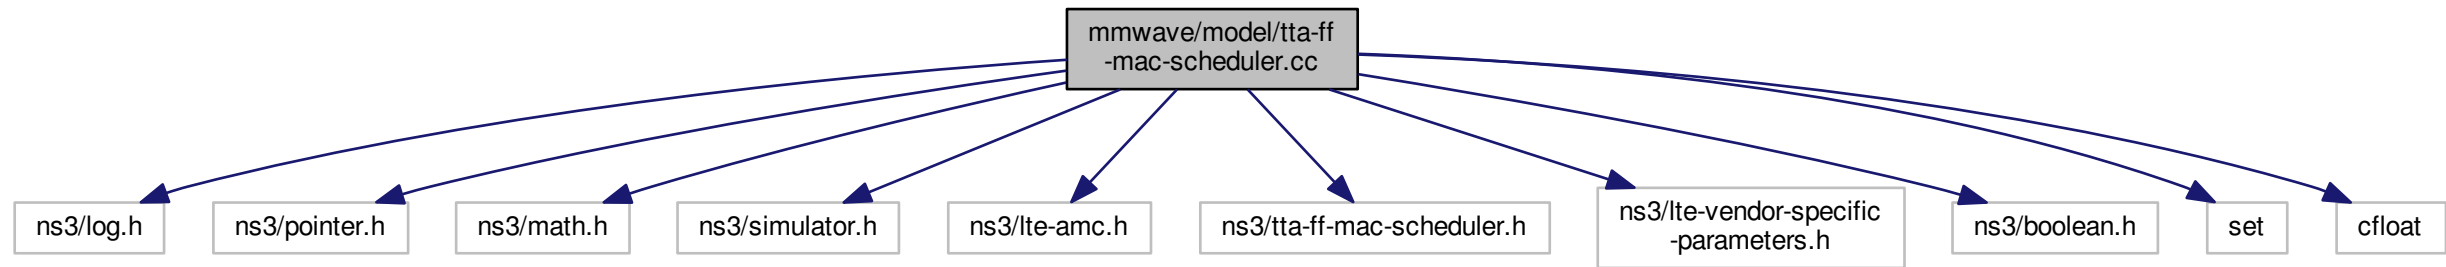 mmwave/model/tta-ff
-mac-scheduler.cc
ns3/log.h
ns3/pointer.h
ns3/math.h
ns3/simulator.h
ns3/lte-amc.h
ns3/tta-ff-mac-scheduler.h
ns3/lte-vendor-specific
-parameters.h
ns3/boolean.h
set
cfloat